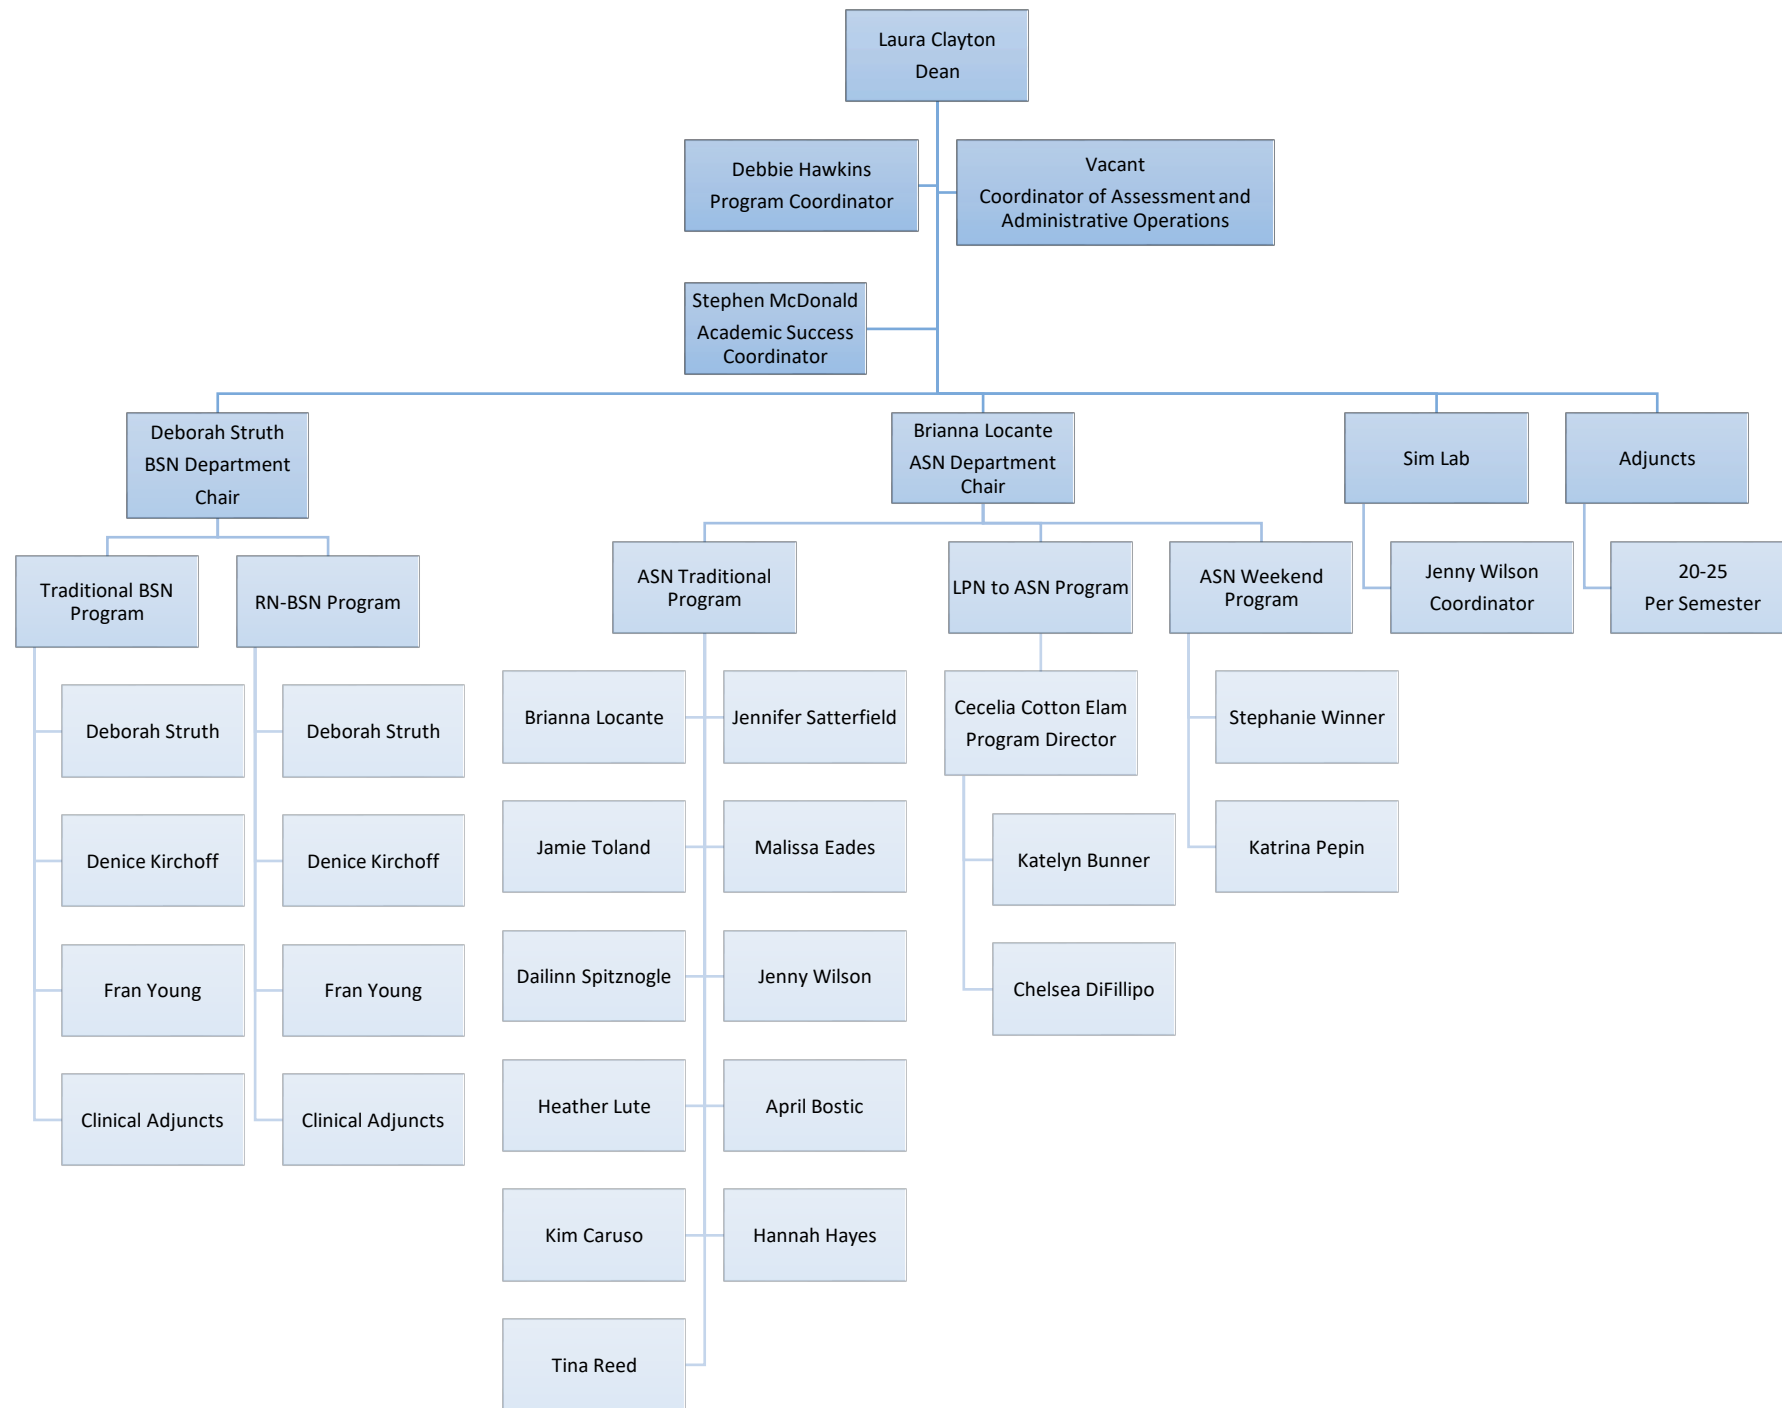 Laura Clayton
Dean
Debbie Hawkins
Program Coordinator
Vacant
Coordinator of Assessment and
Administrative Operations
Stephen McDonald
Academic Success
Coordinator
Deborah Struth
BSN Department
Chair
Brianna Locante
ASN Department
Chair
Sim Lab
Adjuncts
Traditional BSN
Program
RN-BSN Program
ASN Traditional
Program
LPN to ASN Program
ASN Weekend
Program
Jenny Wilson
Coordinator
20-25
Per Semester
Deborah Struth
Denice Kirchoff
Fran Young
Clinical Adjuncts
Deborah Struth
Denice Kirchoff
Fran Young
Clinical Adjuncts
Brianna Locante
Jennifer Satterfield
Jamie Toland
Malissa Eades
Dailinn Spitznogle
Jenny Wilson
Heather Lute
April Bostic
Kim Caruso
Hannah Hayes
Tina Reed
Cecelia Cotton Elam
Program Director
Katelyn Bunner
Chelsea DiFillipo
Stephanie Winner
Katrina Pepin